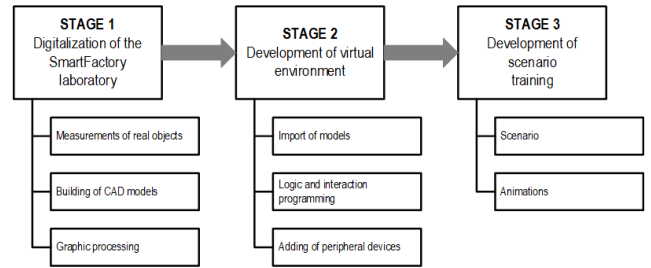 STAGE 1
Digitalization of the
SmartFactory
laboratory
STAGE 2
Development of virtual
environment
STAGE 3
Development of
scenario
training
Measurements of real objects
Building of CAD models
Graphic processing
Import of models
Logic and interaction
programming
Adding of peripheral devices
Scenario
Animations